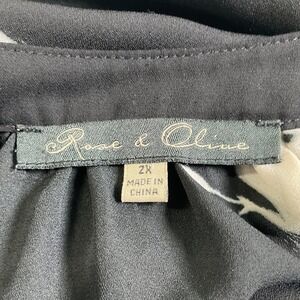 Rose & Olive
2X
MADE IN
CHINA